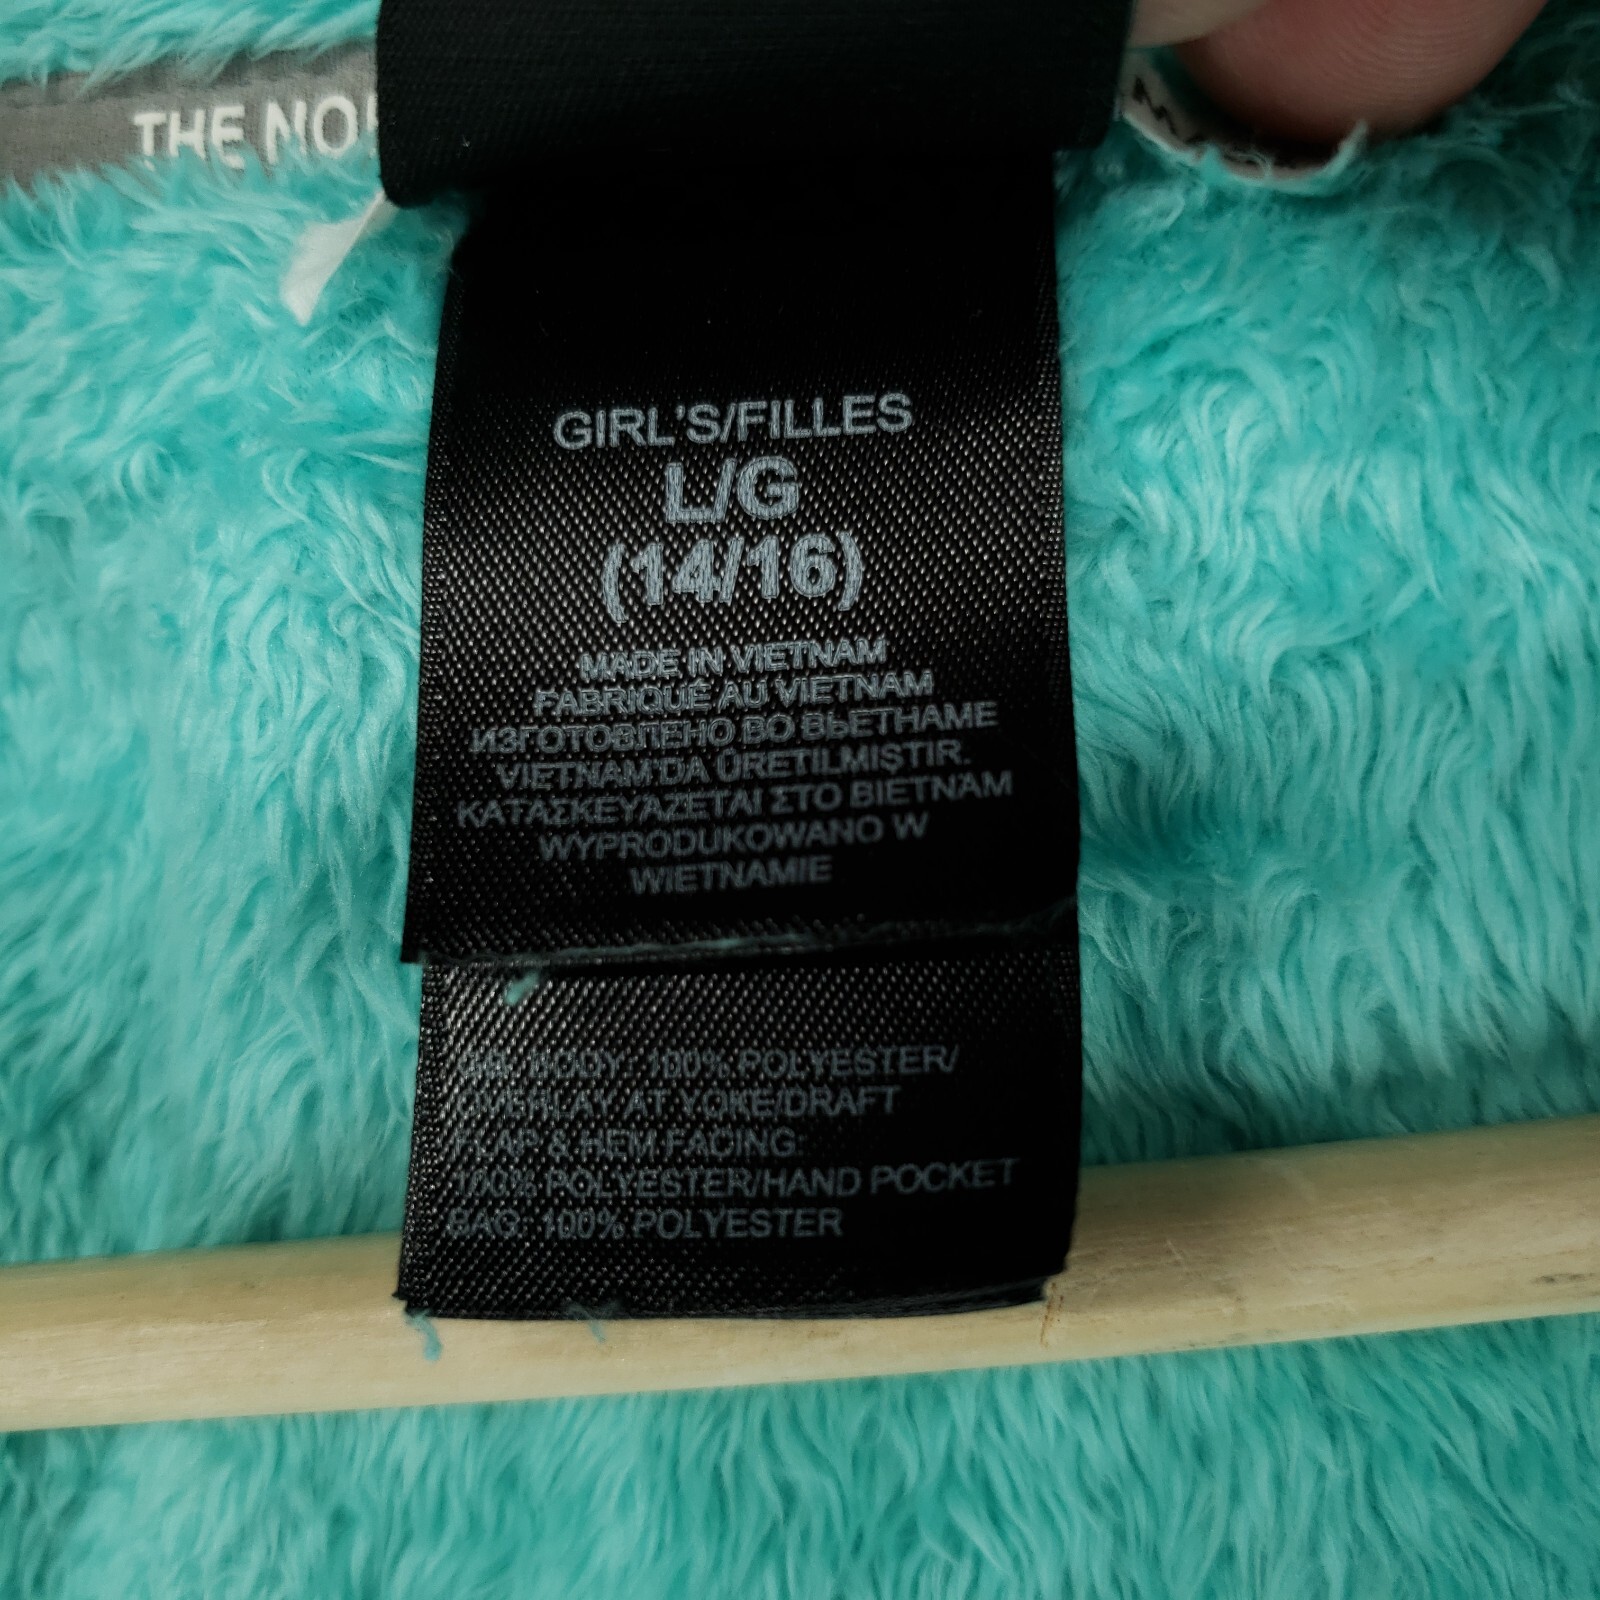 THE NO
GIRL'S/FILLES
L/G
(14/16)
MADE IN VIETNAM
FABRIQUÉ AU VIETNAM
ИЗГОТОВЛЕНО ВО ВЬЕТНАМЕ
VIETNAM'DA ÜRETILMIŞTIR.
ΚΑΤΑΣΚΕΥΆΖΕΤΑΙ ΣΤΟ ΒΙΕΤΝΆΜ
WYPRODUKOWANO W
WIETNAMIE
BODY: 100% POLYESTER/
OVERLAY AT YOKE/DRAFT
FLAP & HEM FACING:
100% POLYESTER/HAND POCKET
BAG: 100% POLYESTER